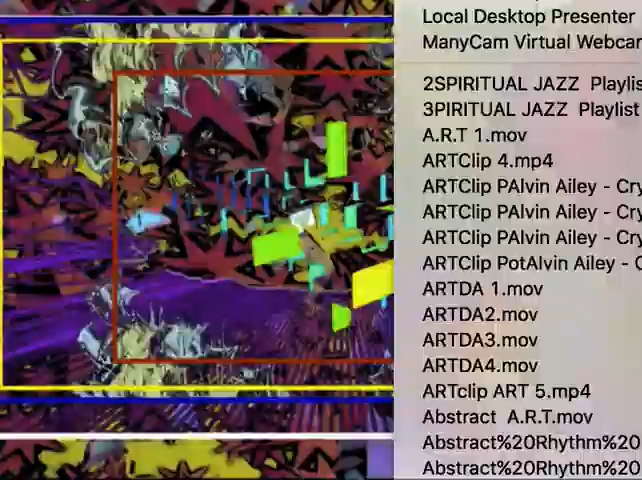 Local Desktop Presenter
ManyCam Virtual Webcam
2SPIRITUAL JAZZ Playlis
3PIRITUAL JAZZ Playlist
A.R.T 1.mov
ARTClip 4.mp4
ARTClip PAlvin Ailey - Cry
ARTClip PAlvin Ailey - Cry
ARTClip PAlvin Ailey - Cry
ARTClip PotAlvin Ailey - C
ARTDA 1.mov
ARTDA2.mov
ARTDA3.mov
ARTDA4.mov
ARTclip ART 5.mp4
Abstract A.R.T.mov
Abstract%20Rhythm%20
Abstract%20Rhythm%20